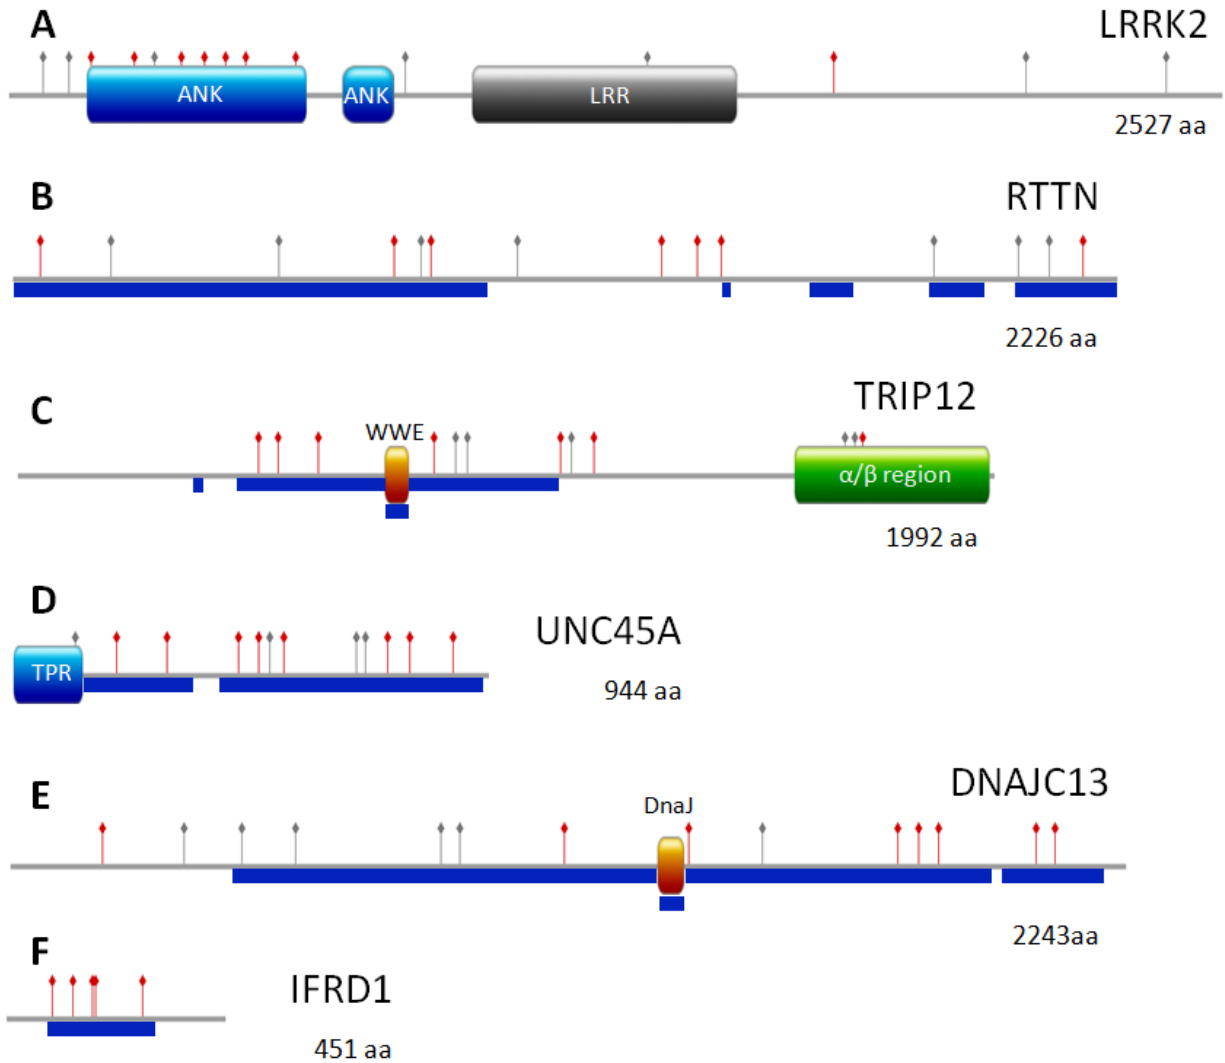 A
LRRK2
ANK
ANK
LRR
2527 aa
B
RTTN
2226 aa
C
TRIP12
WWE
α/β region
1992 aa
D
UNC45A
TPR
944 aa
E
DNAJC13
DnaJ
2243aa
F
IFRD1
451 aa